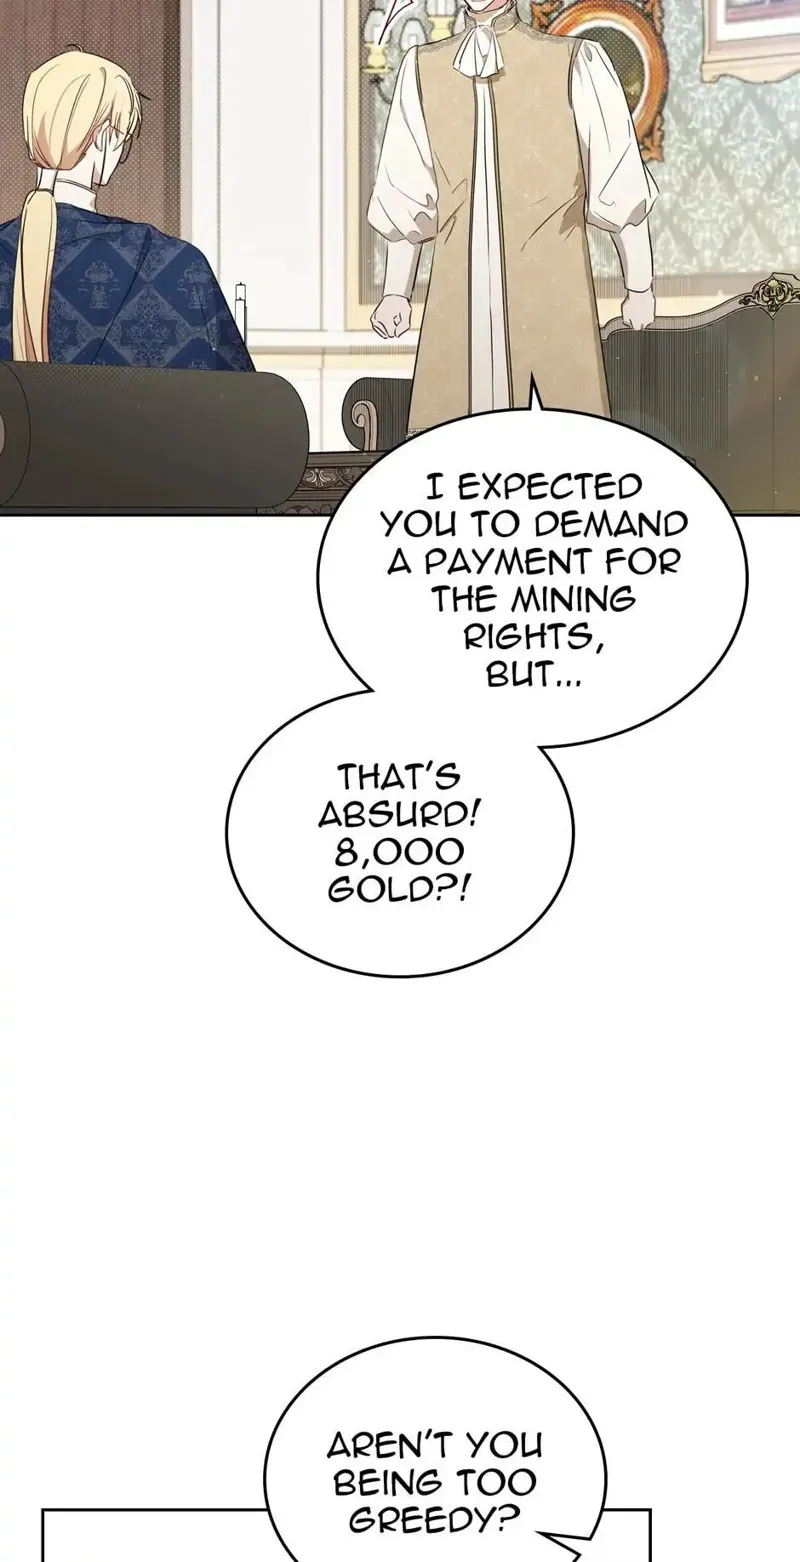 I EXPECTED
YOU TO DEMAND
A PAYMENT FOR
THE MINING
RIGHTS,
BUT...
THAT'S
ABSURD!
8,000
GOLD?!
AREN'T YOU
BEING TOO
GREEDY?